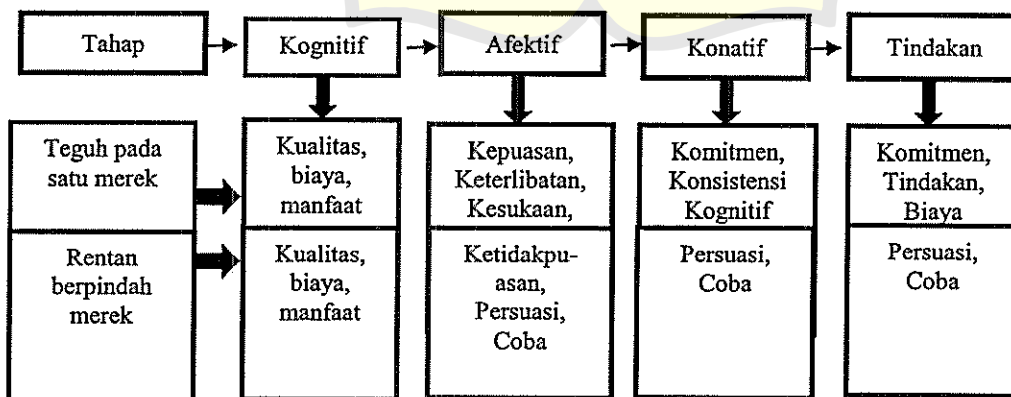 Tahap
Kognitif
Afektif
Konatif
Tindakan
Teguh pada
satu merek
Kualitas,
biaya,
manfaat
Kepuasan,
Keterlibatan,
Kesukaan,
Komitmen,
Konsistensi
Kognitif
Komitmen,
Tindakan,
Biaya
Rentan
berpindah
merek
Kualitas,
biaya,
manfaat
Ketidakpu-
asan,
Persuasi,
Coba
Persuasi,
Coba
Persuasi,
Coba